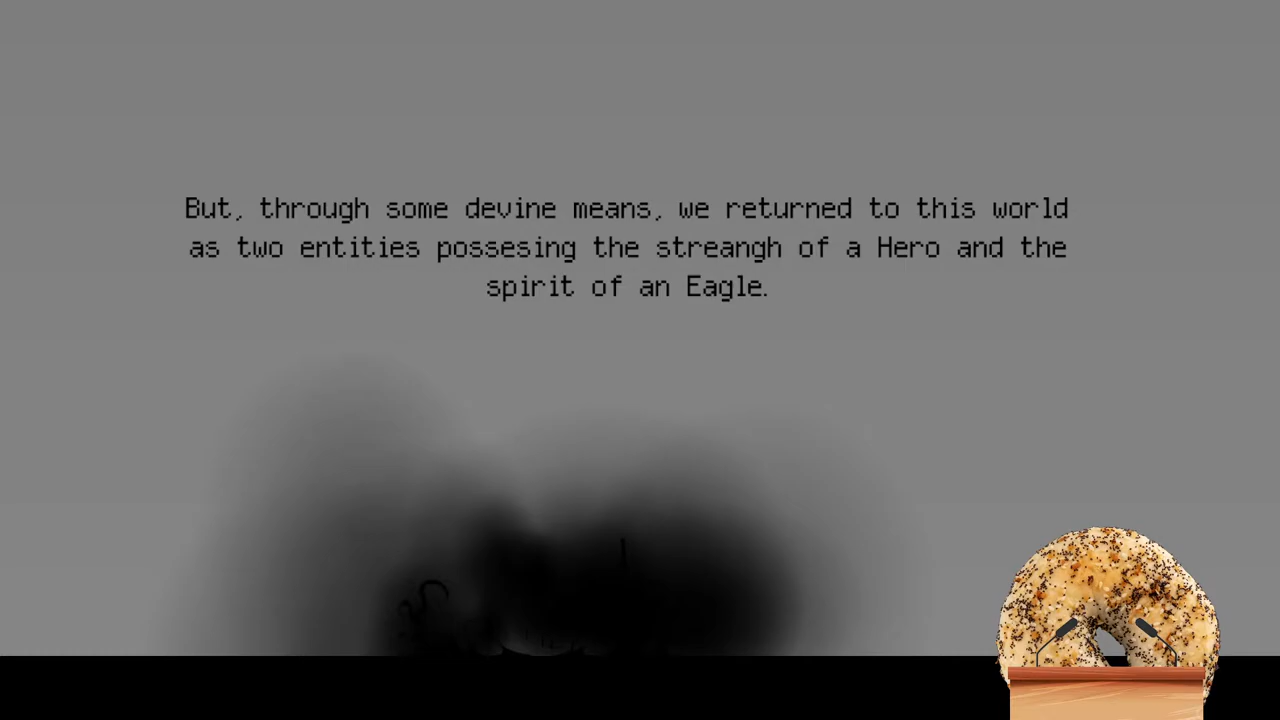 But, through some devine means, we returned to this world
as two entities possesing the streangh of a Hero and the
spirit of an Eagle.